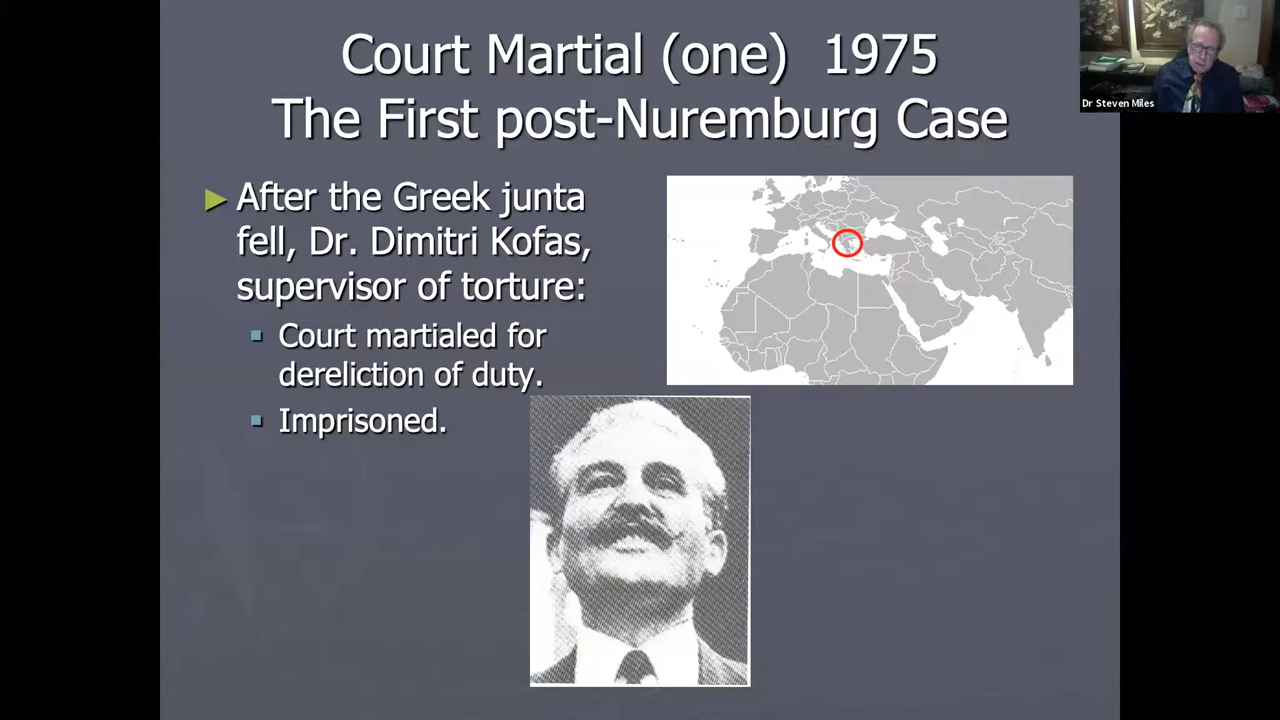 Court Martial (one) 1975
The First post-Nuremburg Case
Dr Steven Miles
► After the Greek junta
fell, Dr. Dimitri Kofas,
supervisor of torture:
▪ Court martialed for
dereliction of duty.
▪ Imprisoned.